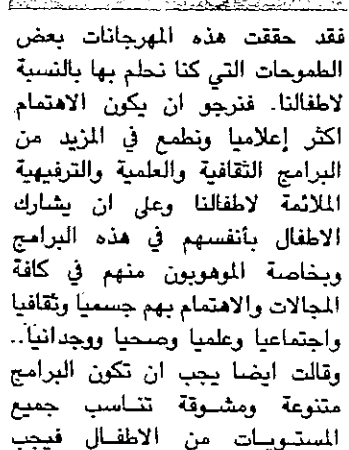 فقد حققت هذه المهرجانات بعض
الطموحات التي كنا نحلم بها بالنسبة
لاطفالنا. فنرجو ان يكون الاهتمام
اكثر إعلاميا ونطمع في المزيد من
البرامج الثقافية والعلمية والترفيهية
الملائمة لاطفالنا وعلى ان يشارك
الاطفال بأنفسهم في هذه البرامج
وبخاصة الموهوبون منهم في كافة
المجالات والاهتمام بهم جسميا وثقافيا
واجتماعيا وعلميا وصحيا ووجدانيا..
وقالت ايضا يجب ان تكون البرامج
متنوعة ومشوقة تناسب جميع
المستويات من الاطفال فيجب